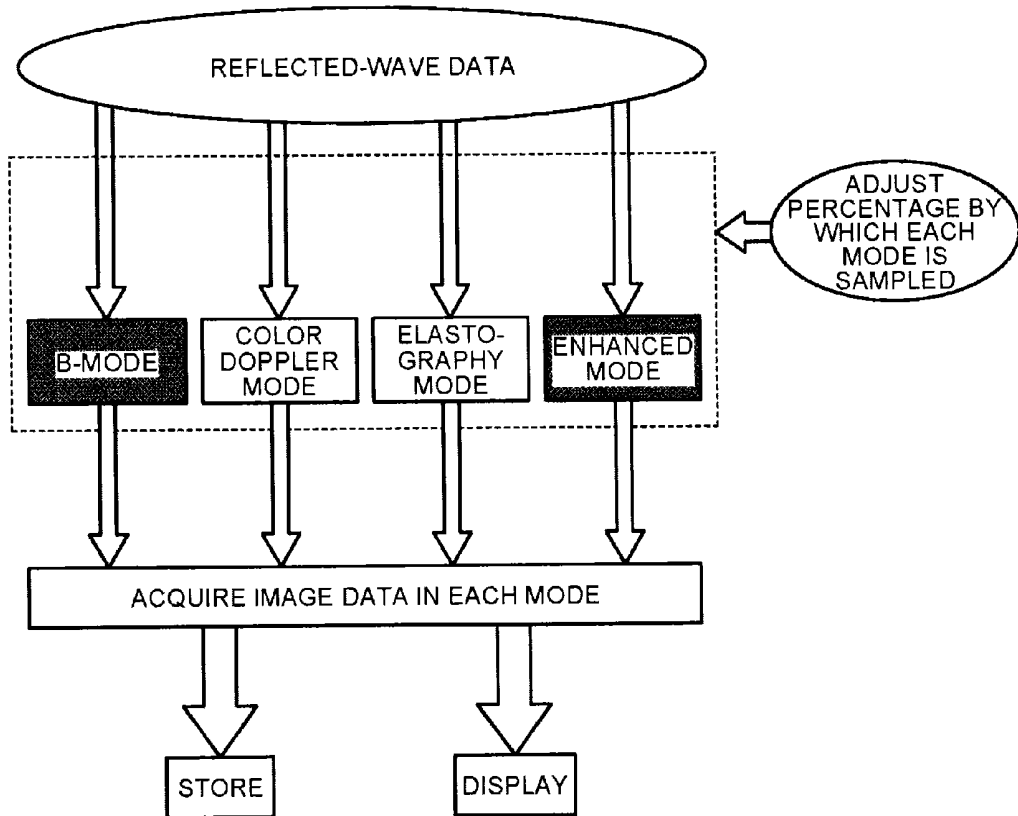 REFLECTED-WAVE DATA
ADJUST
PERCENTAGE BY
WHICH EACH
MODE IS
SAMPLED
B-MODE
COLOR
DOPPLER
MODE
ELASTO-
GRAPHY
MODE
ENHANCED
MODE
ACQUIRE IMAGE DATA IN EACH MODE
STORE
DISPLAY